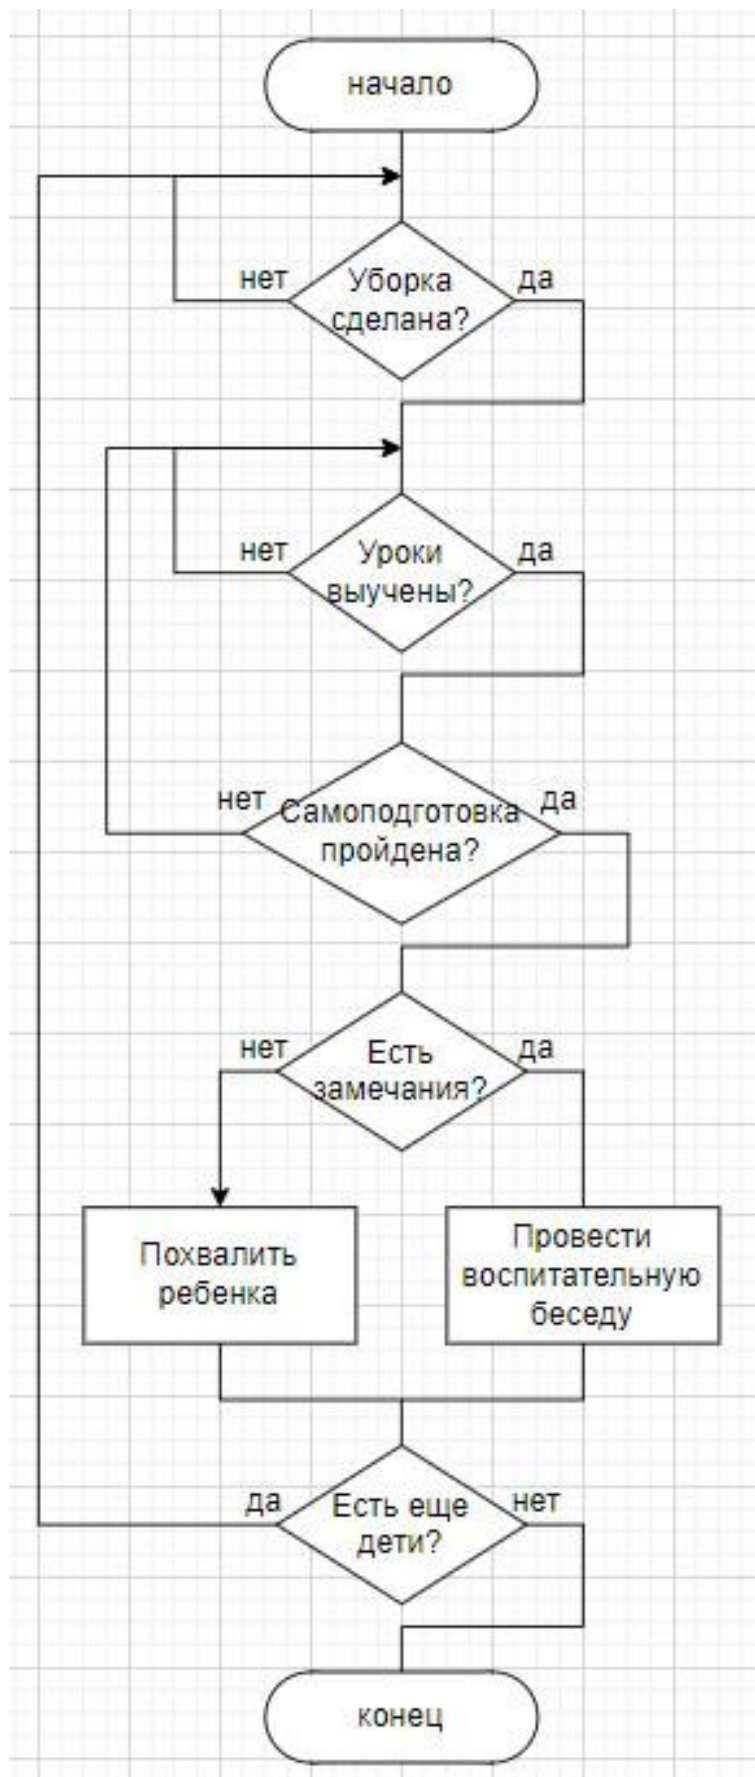 начало
нет
Уборка
сделана?
да
нет
Уроки
выучены?
да
нет
Самоподготовка
пройдена?
да
нет
Есть
замечания?
да
Похвалить
ребенка
Провести
воспитательную
беседу
да
Есть еще
дети?
нет
конец